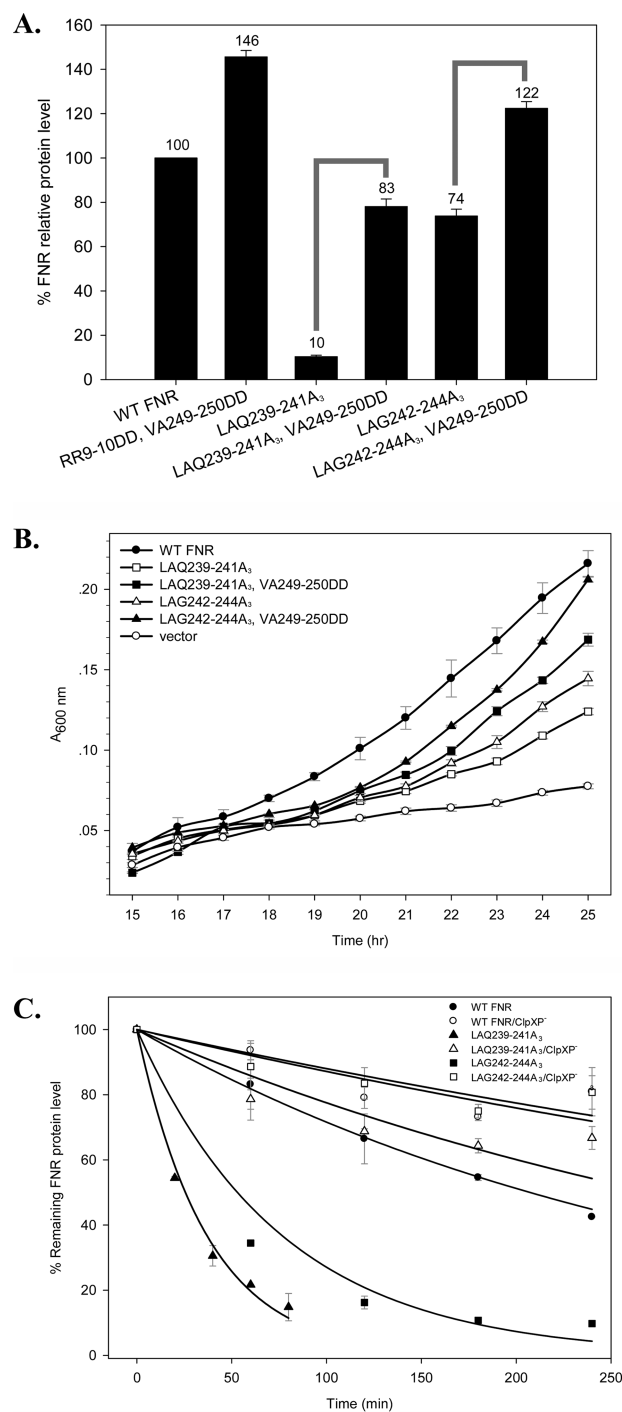 A.
% FNR relative protein level
160
140
120
100
80
60
40
20
0
100
146
10
83
74
122
WT FNR
RR9-10DD, VA249-250DD
LAQ239-241A₃
LAQ239-241A₃, VA249-250DD
LAG242-244A₃
LAG242-244A₃, VA249-250DD
B.
WT FNR
LAQ239-241A₃
LAQ239-241A₃, VA249-250DD
LAG242-244A₃
LAG242-244A₃, VA249-250DD
vector
A₆₀₀ nm
.20
.15
.10
.05
15 16 17 18 19 20 21 22 23 24 25
Time (hr)
C.
WT FNR
WT FNR/ClpXP⁻
LAQ239-241A₃
LAQ239-241A₃/ClpXP⁻
LAG242-244A₃
LAG242-244A₃/ClpXP⁻
% Remaining FNR protein level
100
80
60
40
20
0
0 50 100 150 200 250
Time (min)